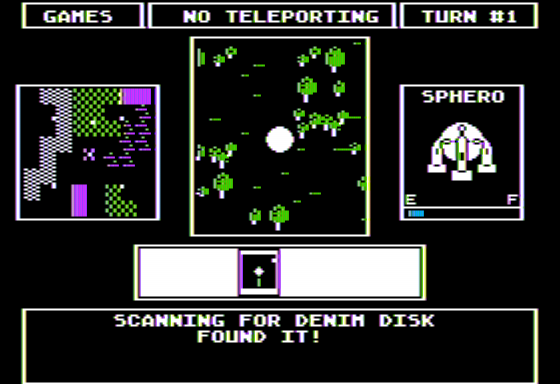 GAMES
NO TELEPORTING
TURN #1
SPHERO
E F
SCANNING FOR DENIM DISK
FOUND IT!